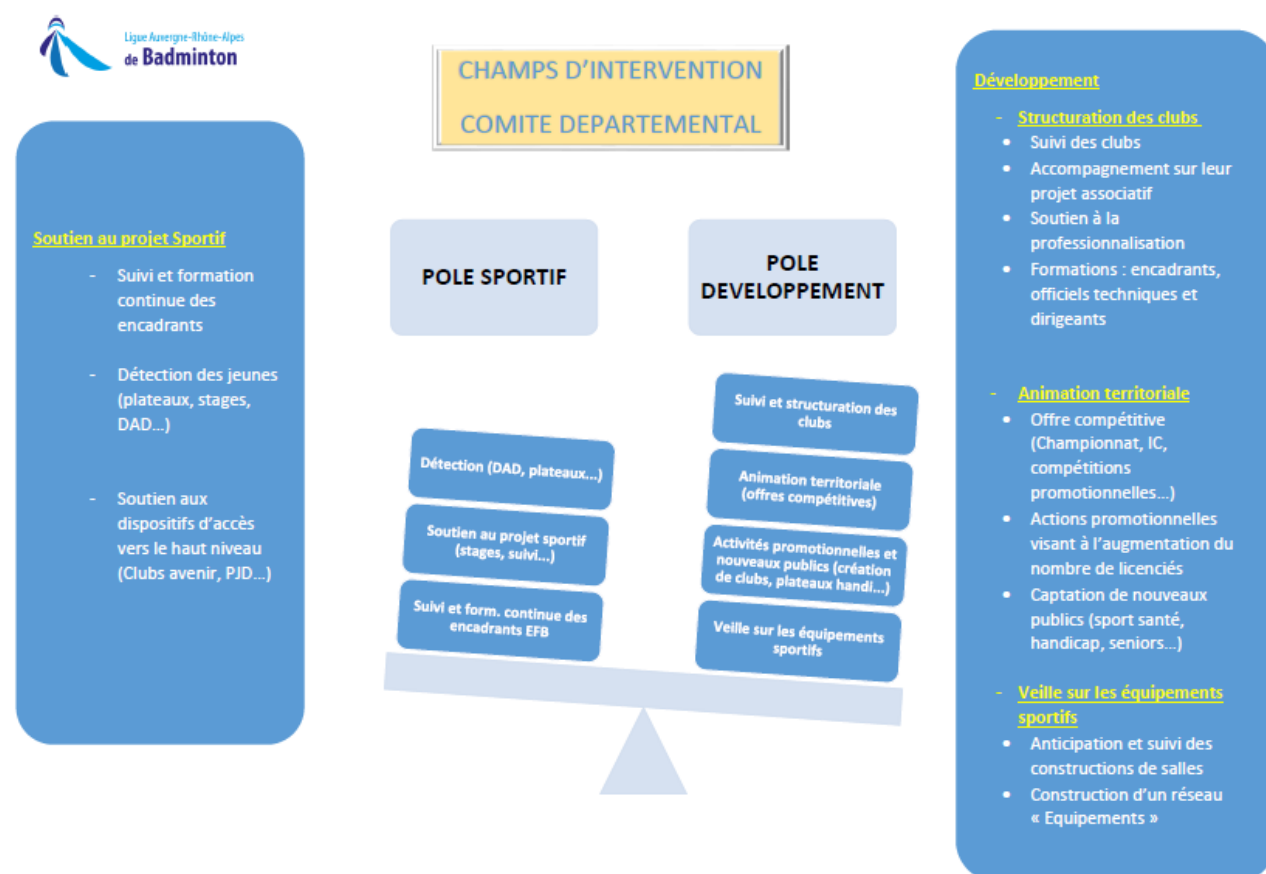 Ligue Auvergne-Rhône-Alpes
de Badminton
CHAMPS D'INTERVENTION
COMITE DEPARTEMENTAL
Soutien au projet Sportif
- Suivi et formation
continue des
encadrants
- Détection des jeunes
(plateaux, stages,
DAD...)
- Soutien aux
dispositifs d'accès
vers le haut niveau
(Clubs avenir, PJD...)
POLE SPORTIF
POLE
DEVELOPPEMENT
Détection (DAD, plateaux...)
Soutien au projet sportif
(stages, suivi...)
Suivi et form. continue des
encadrants EFB
Suivi et structuration des
clubs
Animation territoriale
(offres compétitives)
Activités promotionnelles et
nouveaux publics (création
de clubs, plateaux handi...)
Veille sur les équipements
sportifs
Développement
- Structuration des clubs
• Suivi des clubs
• Accompagnement sur leur
projet associatif
• Soutien à la
professionnalisation
• Formations : encadrants,
officiels techniques et
dirigeants
- Animation territoriale
• Offre compétitive
(Championnat, IC,
compétitions
promotionnelles...)
• Actions promotionnelles
visant à l'augmentation du
nombre de licenciés
• Captation de nouveaux
publics (sport santé,
handicap, seniors...)
- Veille sur les équipements
sportifs
• Anticipation et suivi des
constructions de salles
• Construction d'un réseau
« Equipements »